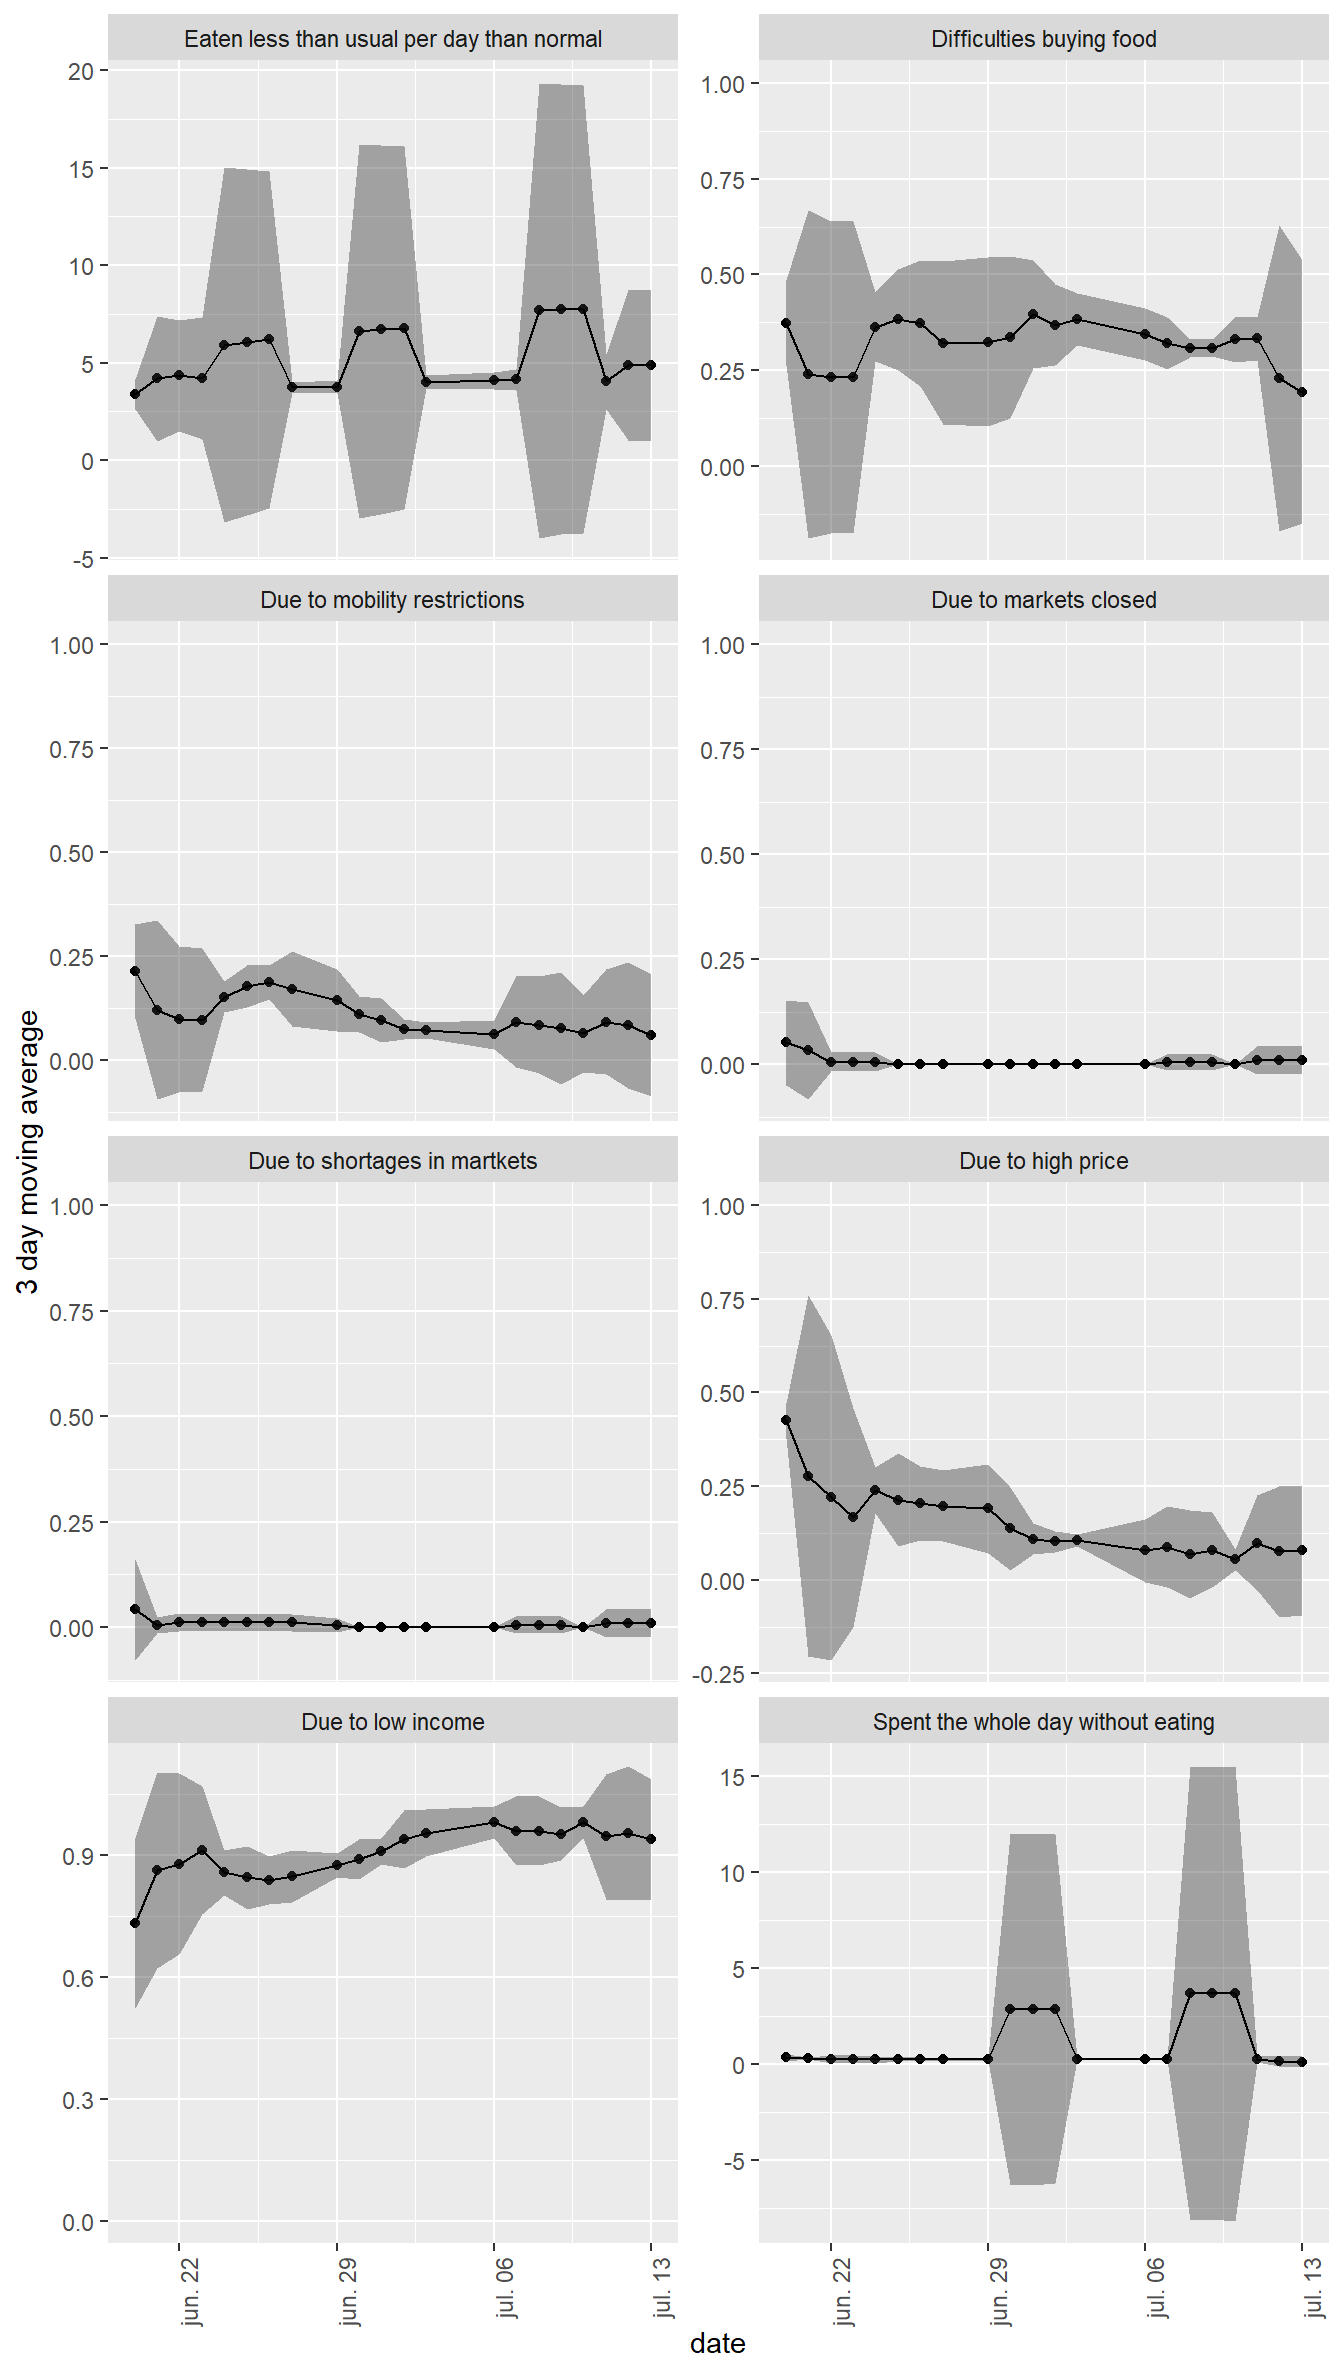 Eaten less than usual per day than normal
Difficulties buying food
20
15
10
5
0
-5
1.00
0.75
0.50
0.25
0.00
Due to mobility restrictions
Due to markets closed
1.00
0.75
0.50
0.25
0.00
1.00
0.75
0.50
0.25
0.00
3 day moving average
Due to shortages in martkets
Due to high price
1.00
0.75
0.50
0.25
0.00
1.00
0.75
0.50
0.25
0.00
-0.25
Due to low income
Spent the whole day without eating
0.9
0.6
0.3
0.0
15
10
5
0
-5
jun. 22
jun. 29
jul. 06
jul. 13
jun. 22
jun. 29
jul. 06
jul. 13
date